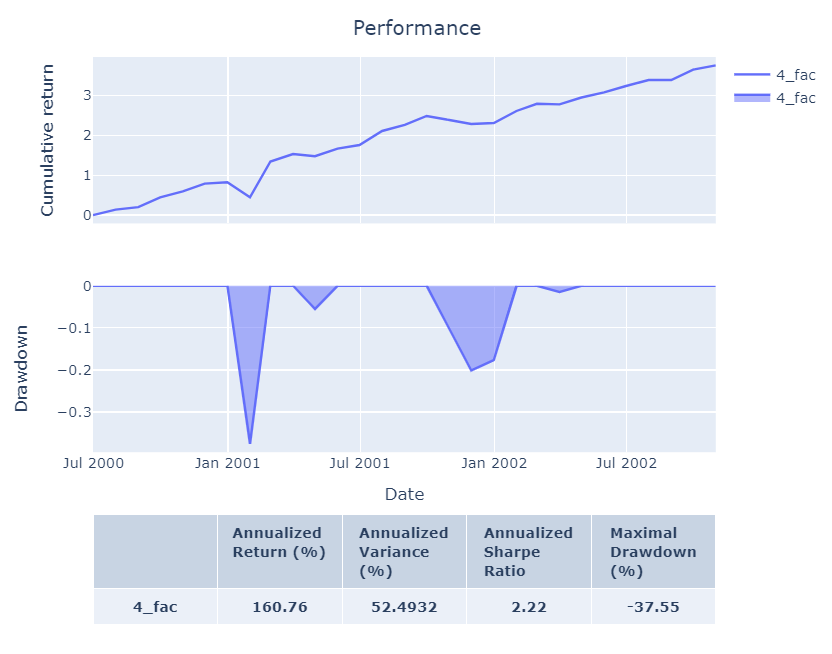 Performance
Cumulative return
3
2
1
0
4_fac
4_fac
Drawdown
0
−0.1
−0.2
−0.3
Jul 2000 Jan 2001 Jul 2001 Jan 2002 Jul 2002
Date
Annualized Return (%)
Annualized Variance (%)
Annualized Sharpe Ratio
Maximal Drawdown (%)
4_fac 160.76 52.4932 2.22 -37.55